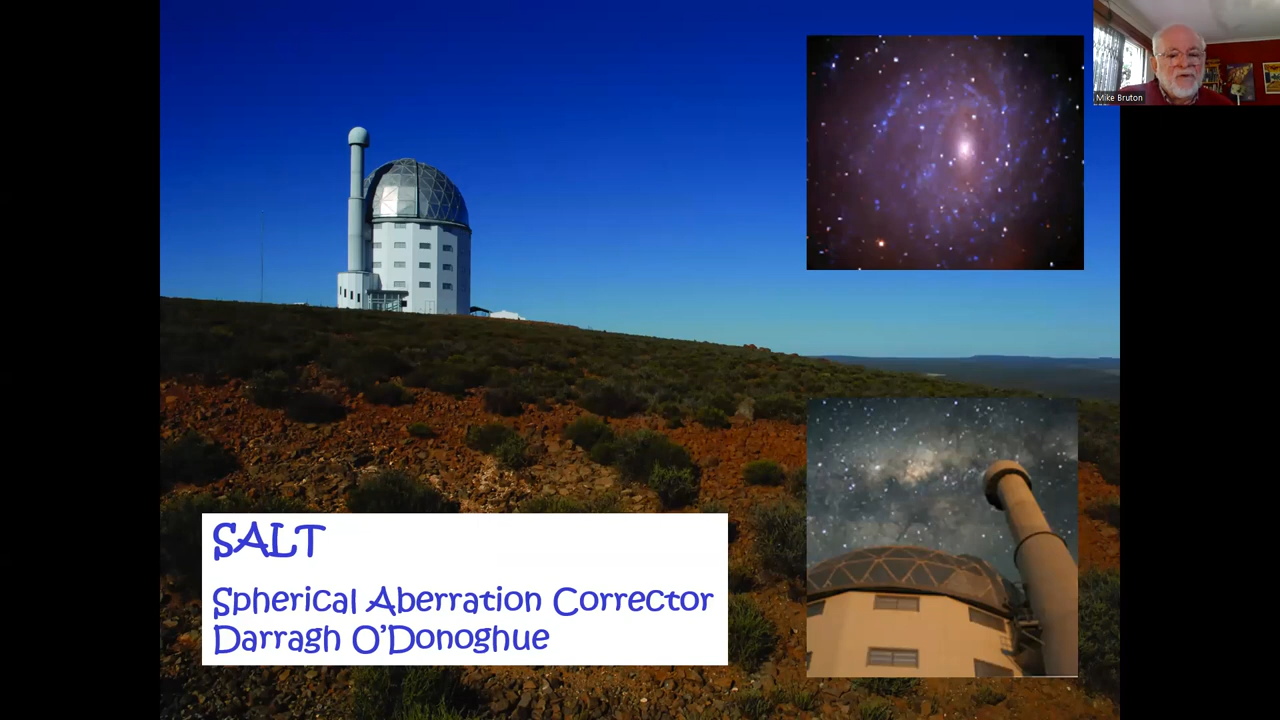 Mike Bruton
SALT
Spherical Aberration Corrector
Darragh O'Donoghue